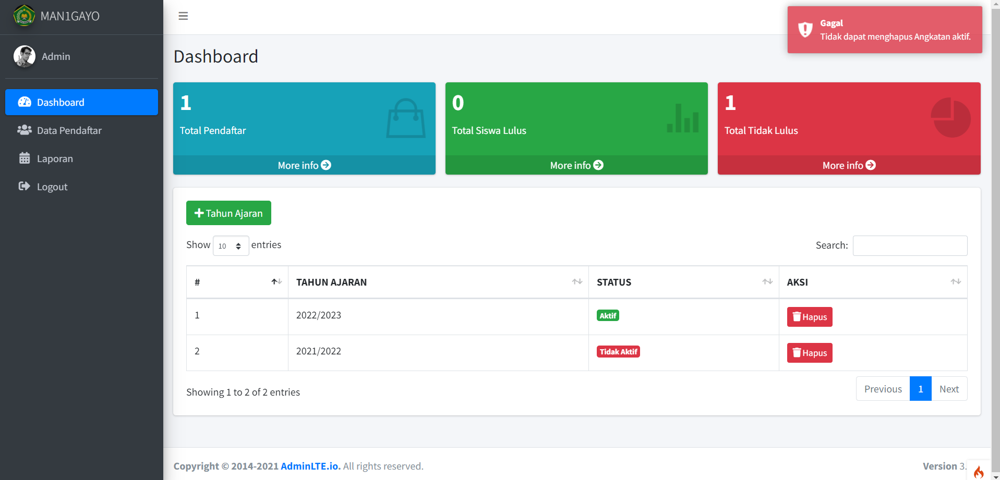 MAN1GAYO
Gagal
Tidak dapat menghapus Angkatan aktif.
Admin
Dashboard
Dashboard
Data Pendaftar
Laporan
Logout
1
Total Pendaftar
More info
0
Total Siswa Lulus
More info
1
Total Tidak Lulus
More info
Tahun Ajaran
Show 10 entries
Search:
# TAHUN AJARAN STATUS AKSI
1 2022/2023 Aktif Hapus
2 2021/2022 Tidak Aktif Hapus
Showing 1 to 2 of 2 entries
Previous 1 Next
Copyright © 2014-2021 AdminLTE.io. All rights reserved.
Version 3.